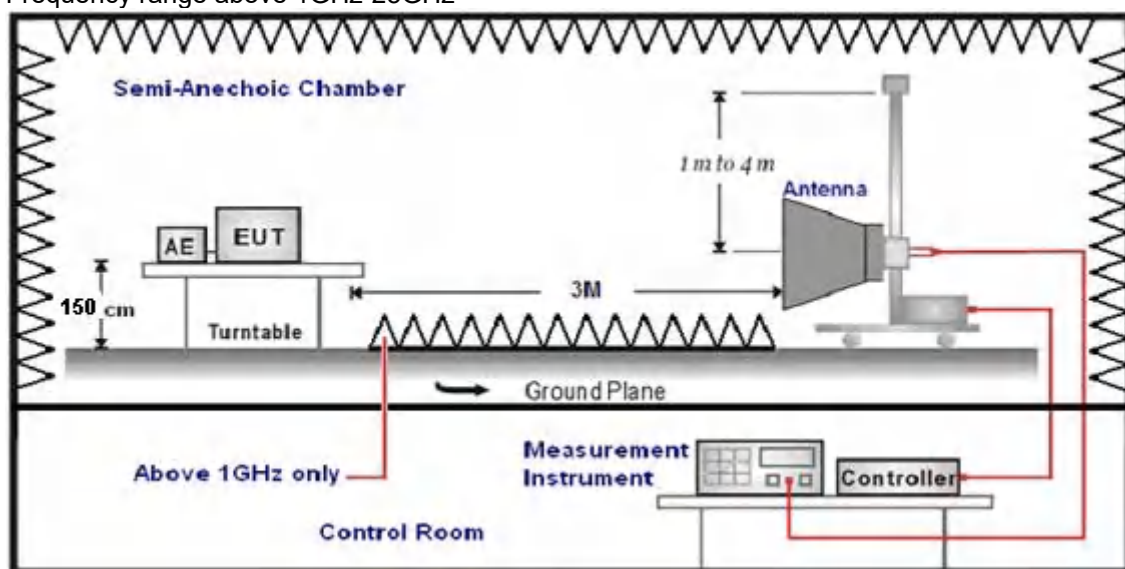 Frequency range above 1GHz-25GHz
Semi-Anechoic Chamber
1 m to 4 m
Antenna
AE
EUT
150 cm
3M
Turntable
Ground Plane
Above 1GHz only
Measurement
Instrument
Controller
Control Room